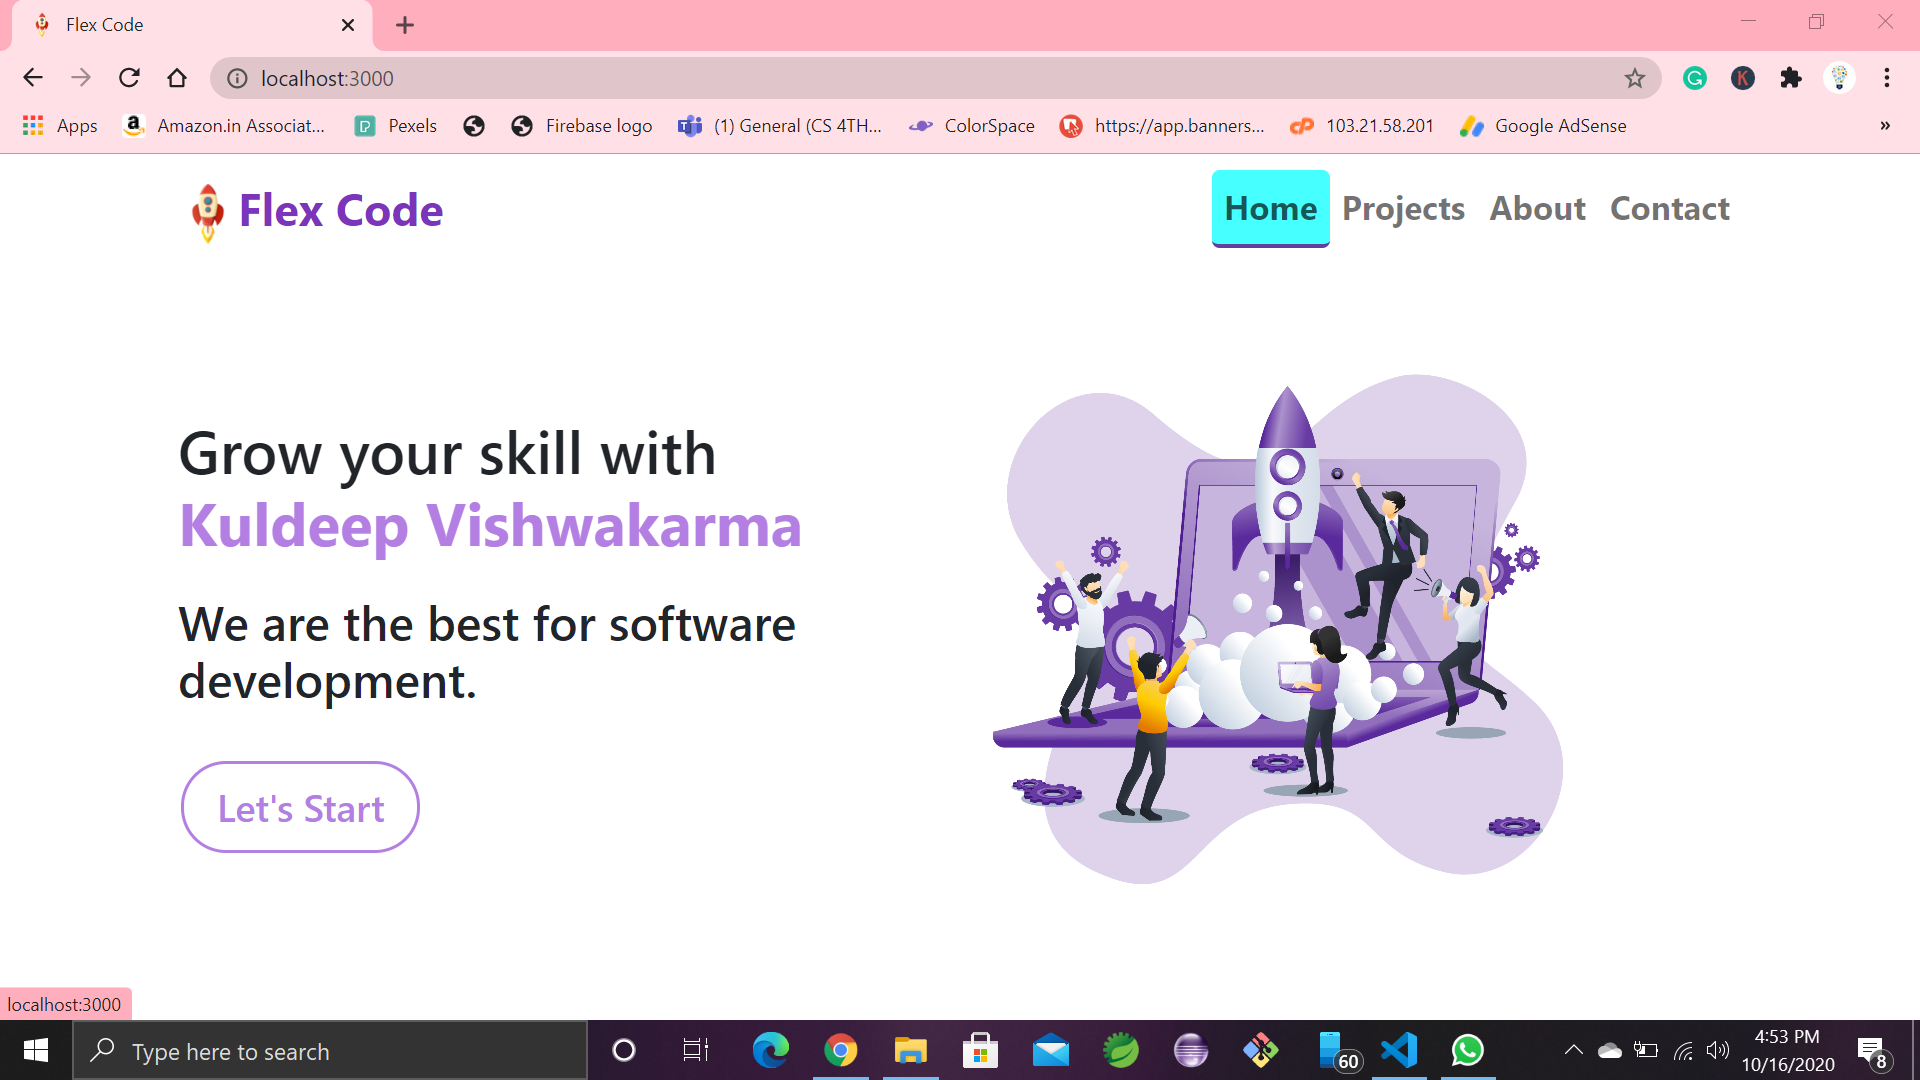 Flex Code
localhost:3000
Apps
Amazon.in Associat...
Pexels
Firebase logo
(1) General (CS 4TH...
ColorSpace
https://app.banners...
103.21.58.201
Google AdSense
»
Flex Code
Home
Projects
About
Contact
Grow your skill with
Kuldeep Vishwakarma
We are the best for software
development.
Let's Start
localhost:3000
Type here to search
60
4:53 PM
10/16/2020
8